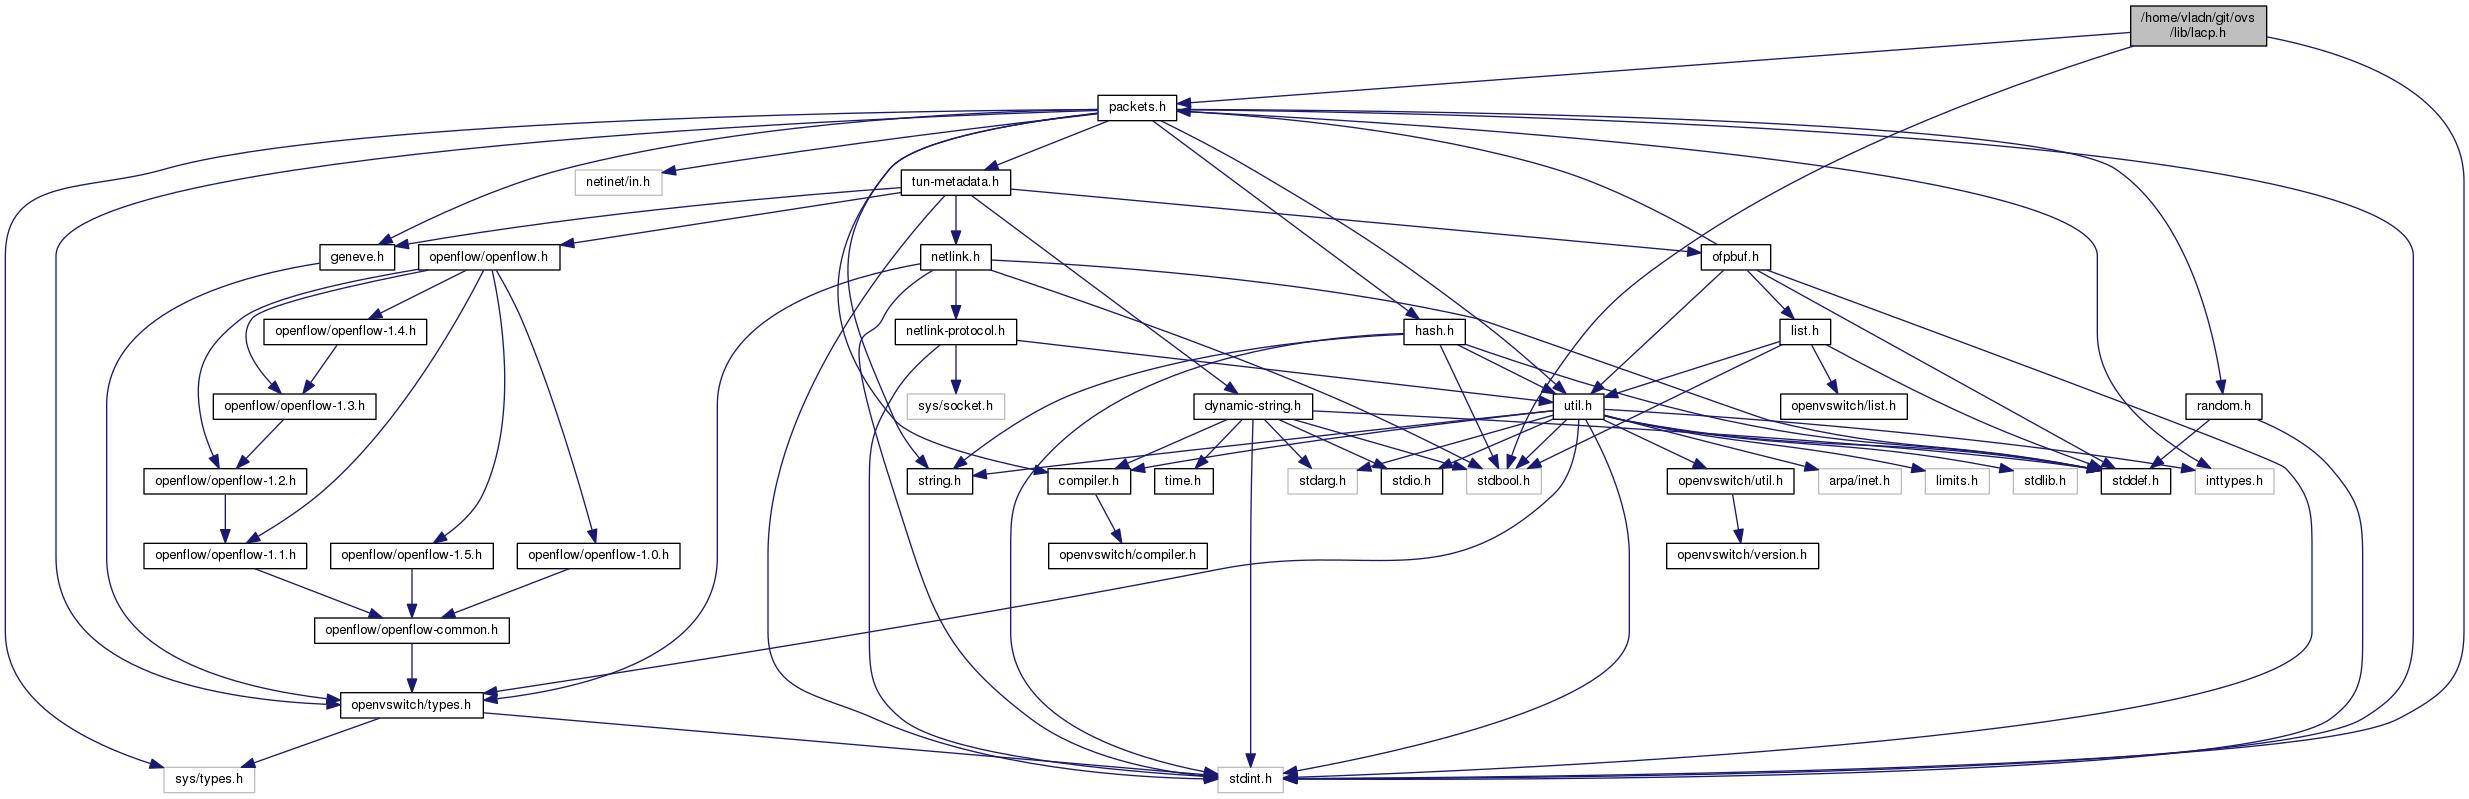 /home/vladn/git/ovs
/lib/lacp.h
packets.h
netinet/in.h
tun-metadata.h
geneve.h
openflow/openflow.h
netlink.h
ofpbuf.h
openflow/openflow-1.4.h
netlink-protocol.h
hash.h
list.h
openflow/openflow-1.3.h
sys/socket.h
dynamic-string.h
util.h
openvswitch/list.h
random.h
openflow/openflow-1.2.h
string.h
compiler.h
time.h
stdarg.h
stdio.h
stdbool.h
openvswitch/util.h
arpa/inet.h
limits.h
stdlib.h
stddef.h
inttypes.h
openflow/openflow-1.1.h
openflow/openflow-1.5.h
openflow/openflow-1.0.h
openvswitch/compiler.h
openvswitch/version.h
openflow/openflow-common.h
openvswitch/types.h
sys/types.h
stdint.h